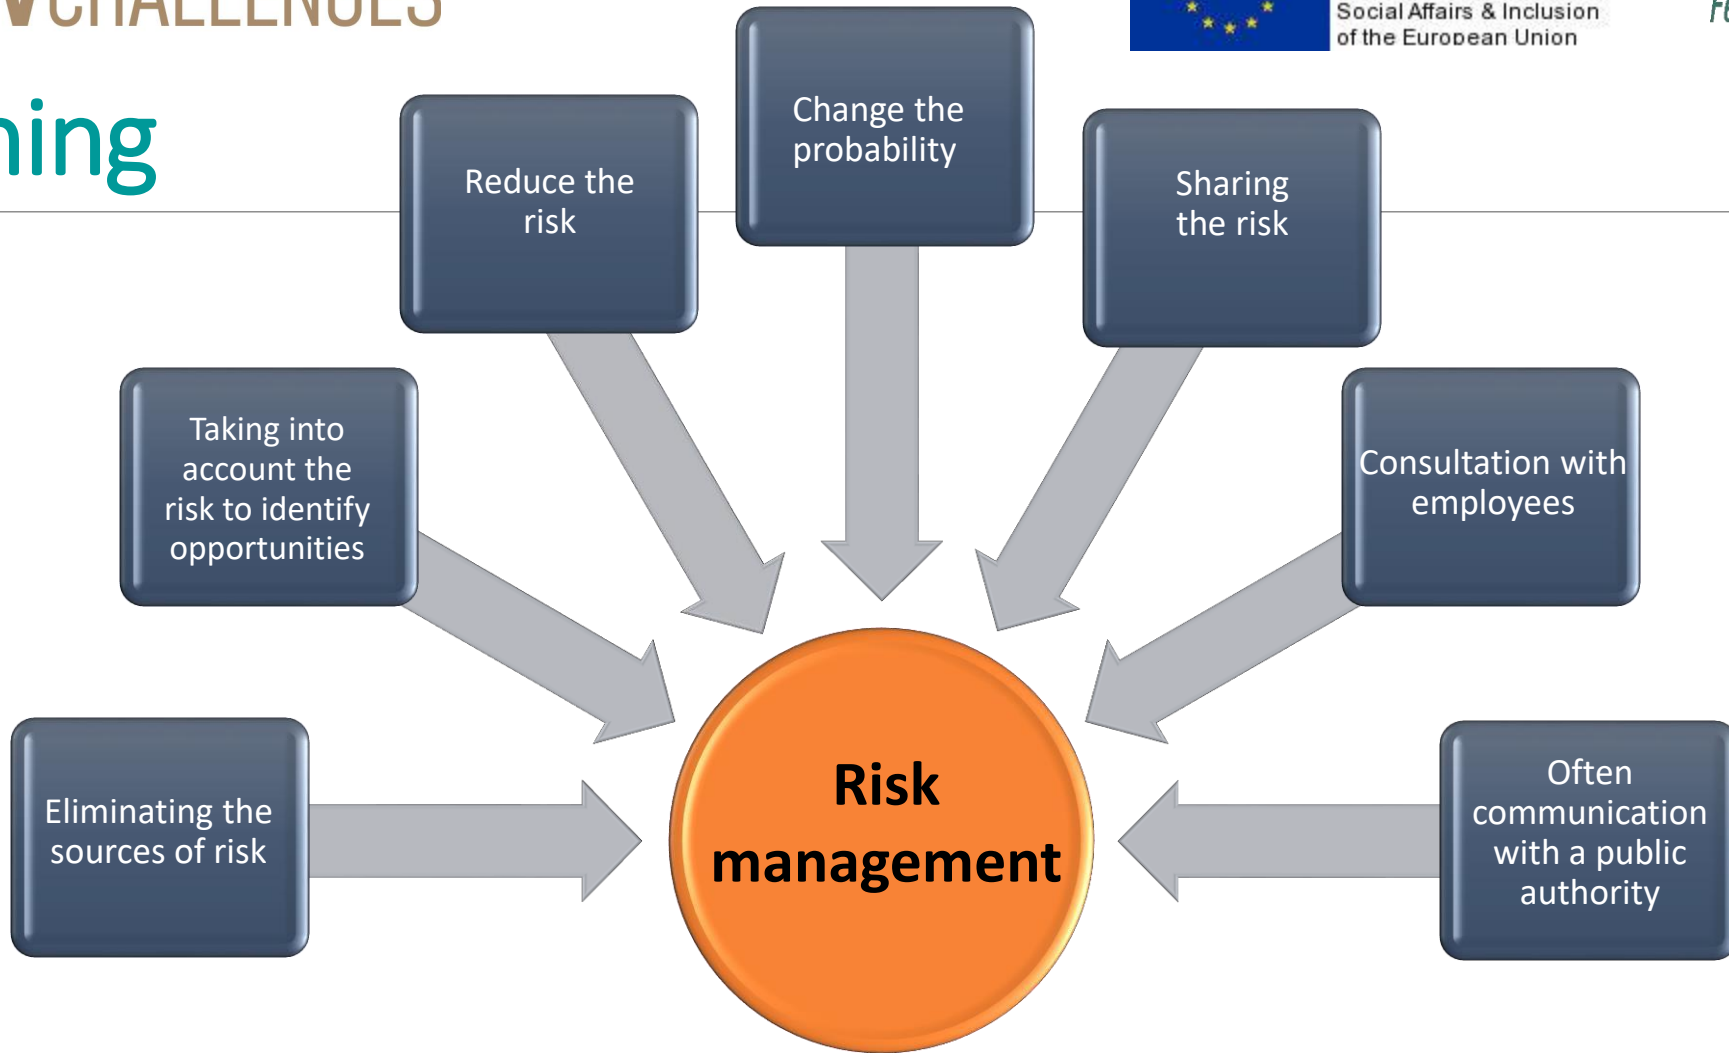 CHALLENGES
Social Affairs & Inclusion
of the European Union
ning
Change the
probability
Reduce the
risk
Sharing
the risk
Taking into
account the
risk to identify
opportunities
Consultation with
employees
Eliminating the
sources of risk
Risk
management
Often
communication
with a public
authority